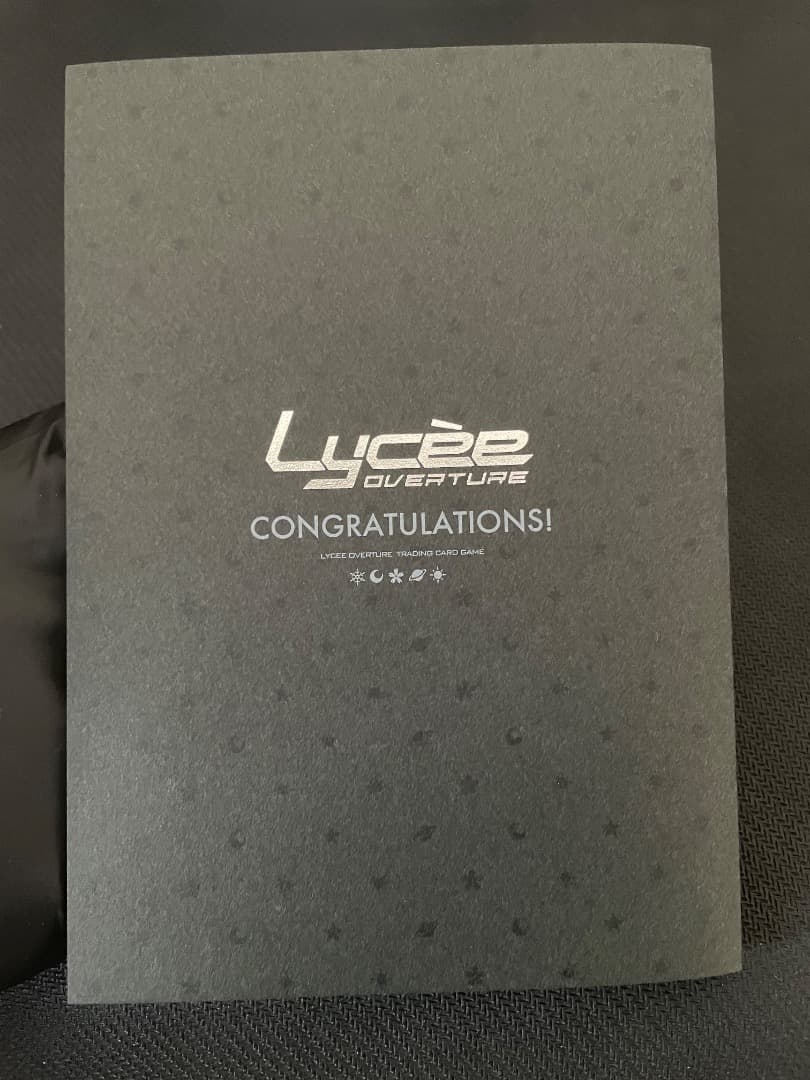 Lycèe
OVERTURE
CONGRATULATIONS!
LYCEE OVERTURE TRADING CARD GAME